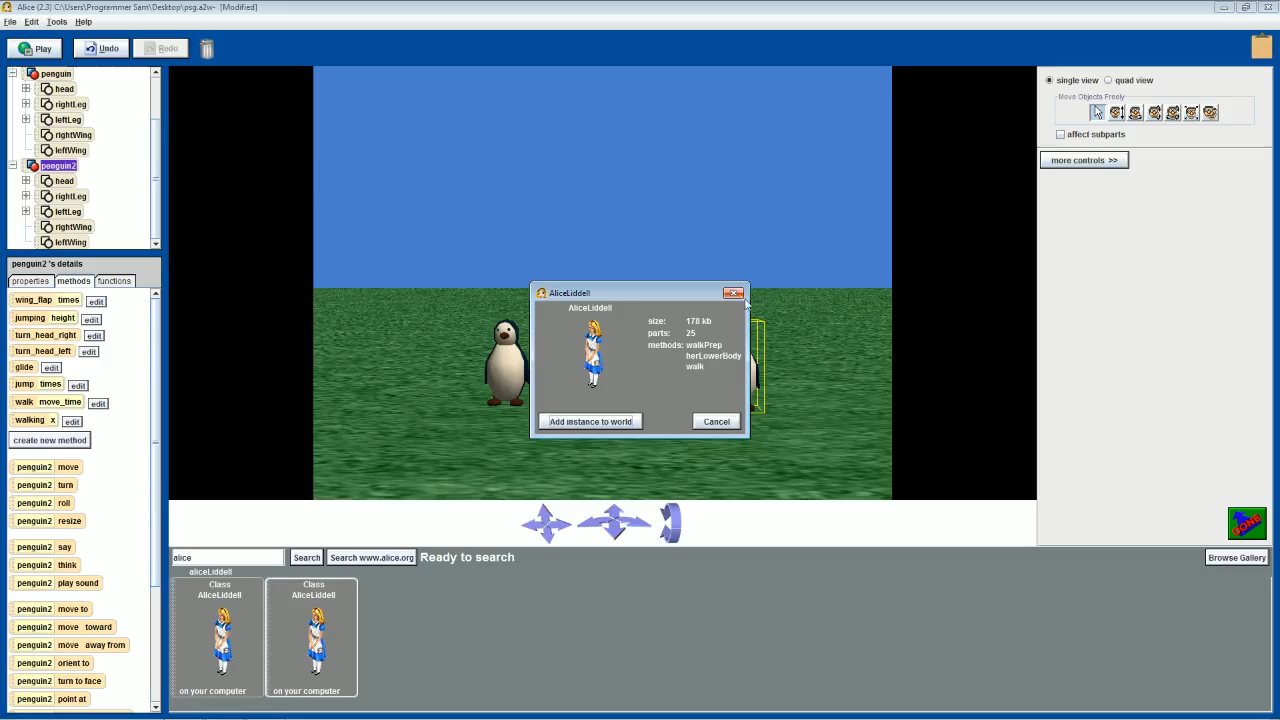 Alice (2.3) C:\Users\Programmer Sam\Desktop\psg.a2w- [Modified]
File Edit Tools Help
Play Undo Redo
penguin
head
rightLeg
leftLeg
rightWing
leftWing
penguin2
head
rightLeg
leftLeg
rightWing
leftWing
penguin2 's details
properties methods functions
wing_flap times edit
jumping height edit
turn_head_right edit
turn_head_left edit
glide edit
jump times edit
walk move_time edit
walking x edit
create new method
penguin2 move
penguin2 turn
penguin2 roll
penguin2 resize
penguin2 say
penguin2 think
penguin2 play sound
penguin2 move to
penguin2 move toward
penguin2 move away from
penguin2 orient to
penguin2 turn to face
penguin2 point at
AliceLiddell
AliceLiddell
size: 178 kb
parts: 25
methods: walkPrep
herLowerBody
walk
Add instance to world Cancel
single view quad view
Move Objects Freely
affect subparts
more controls >>
DONE
alice Search Search www.alice.org Ready to search Browse Gallery
aliceLiddell
Class
AliceLiddell
on your computer
Class
AliceLiddell
on your computer